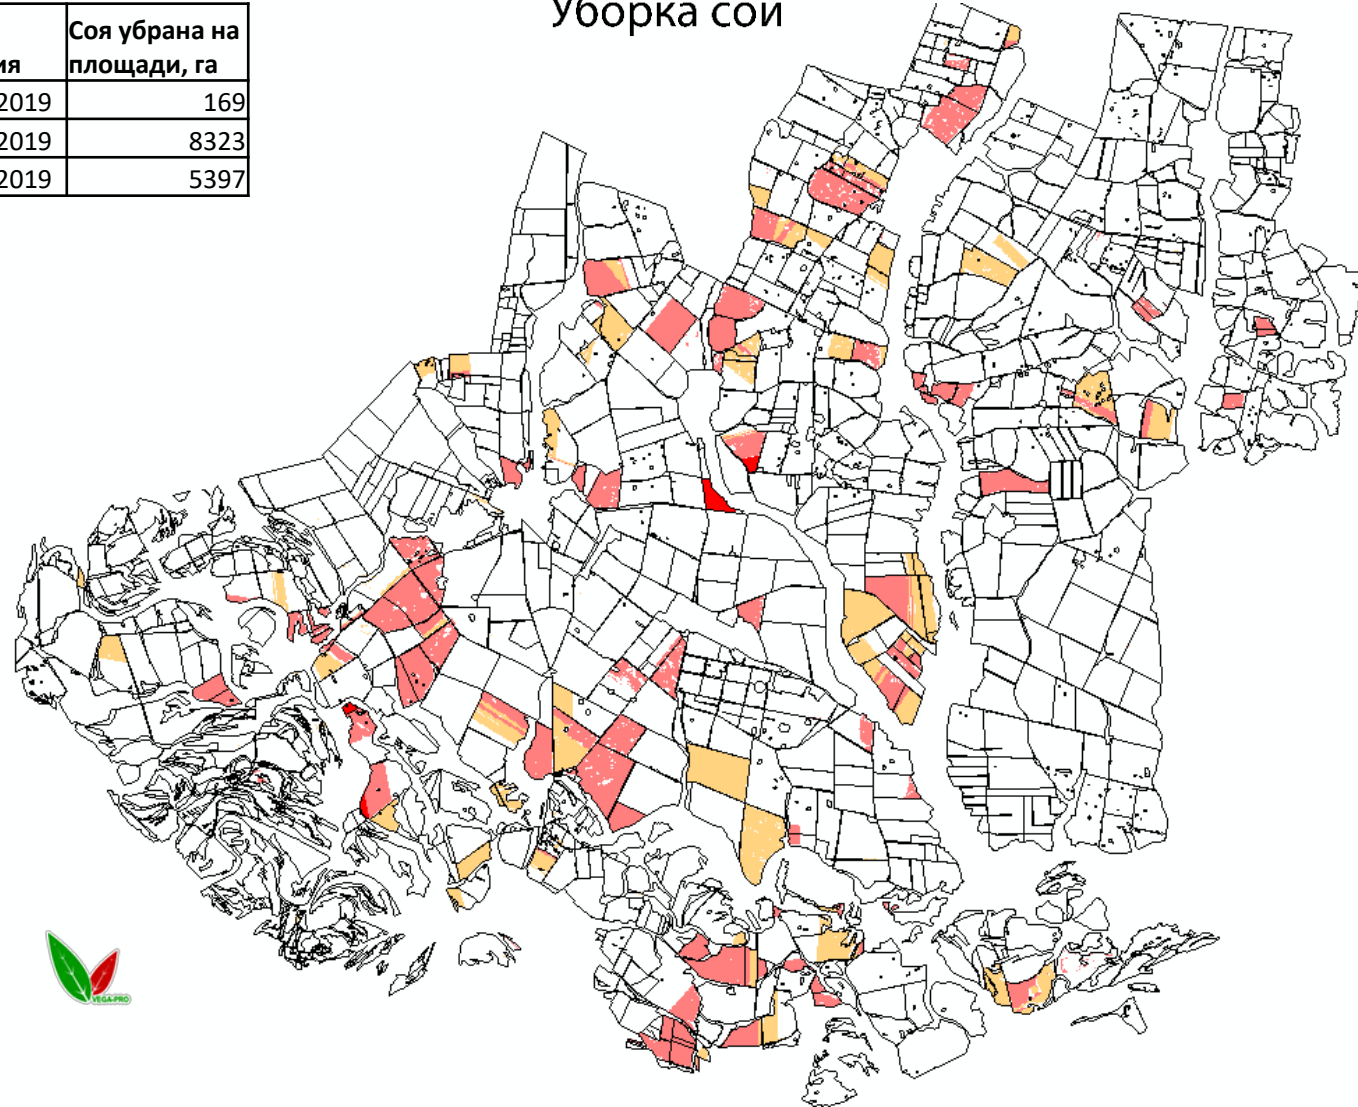 Уборка сои
Соя убрана на
ия площади, га
2019 169
2019 8323
2019 5397
VEGA-PRO